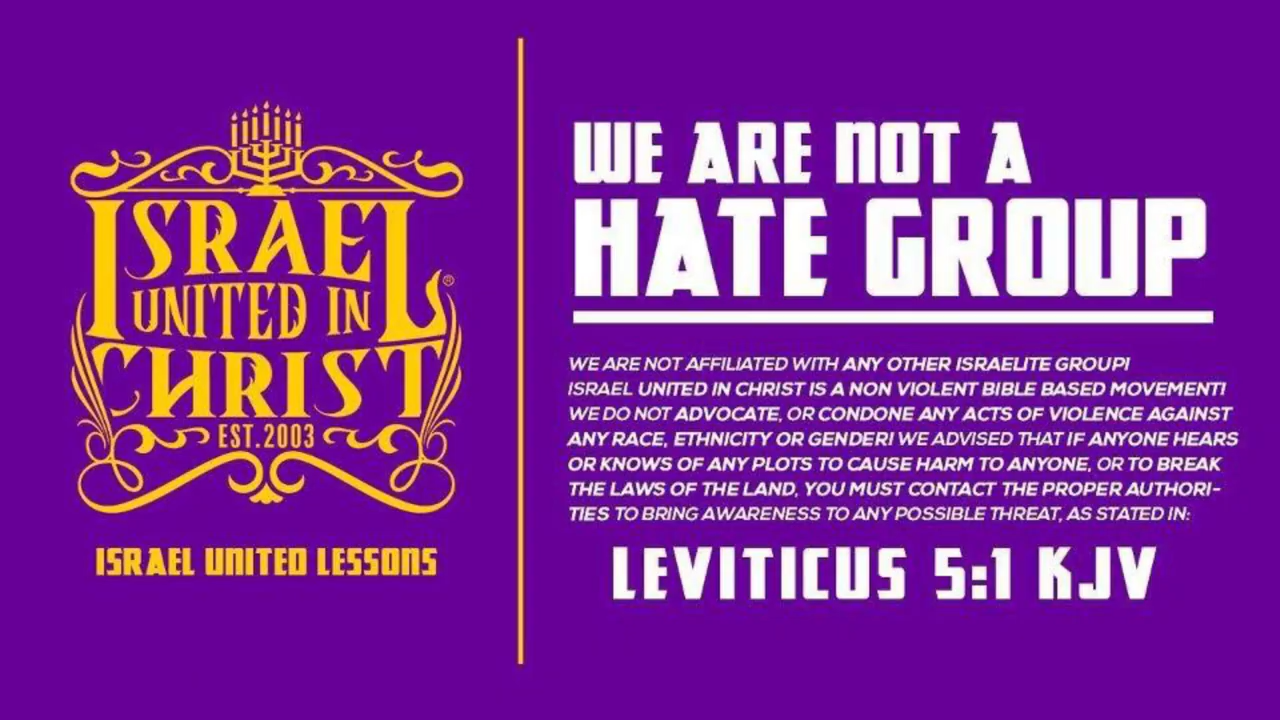 ISRAEL
UNITED IN
CHRIST
EST. 2003
ISRAEL UNITED LESSONS
WE ARE NOT A
HATE GROUP
WE ARE NOT AFFILIATED WITH ANY OTHER ISRAELITE GROUP!
ISRAEL UNITED IN CHRIST IS A NON VIOLENT BIBLE BASED MOVEMENT!
WE DO NOT ADVOCATE, OR CONDONE ANY ACTS OF VIOLENCE AGAINST
ANY RACE, ETHNICITY OR GENDER! WE ADVISED THAT IF ANYONE HEARS
OR KNOWS OF ANY PLOTS TO CAUSE HARM TO ANYONE, OR TO BREAK
THE LAWS OF THE LAND, YOU MUST CONTACT THE PROPER AUTHORI-
TIES TO BRING AWARENESS TO ANY POSSIBLE THREAT, AS STATED IN:
LEVITICUS 5:1 KJV